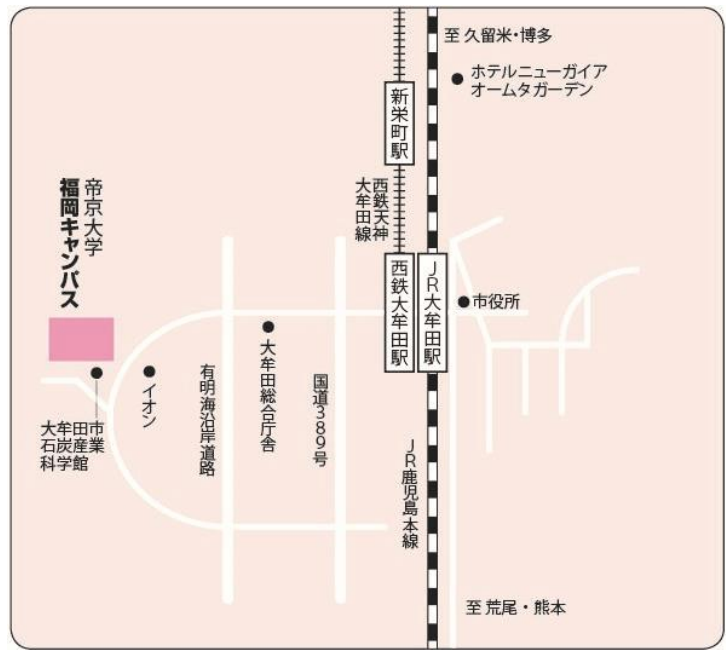 至 久留米・博多
ホテルニューガイア
オームタガーデン
新栄町駅
西鉄天神
大牟田線
帝京大学
福岡キャンパス
西鉄大牟田駅
JR大牟田駅
市役所
大牟田総合庁舎
イオン
有明海沿岸道路
国道389号
大牟田市
石炭産業
科学館
JR鹿児島本線
至 荒尾・熊本